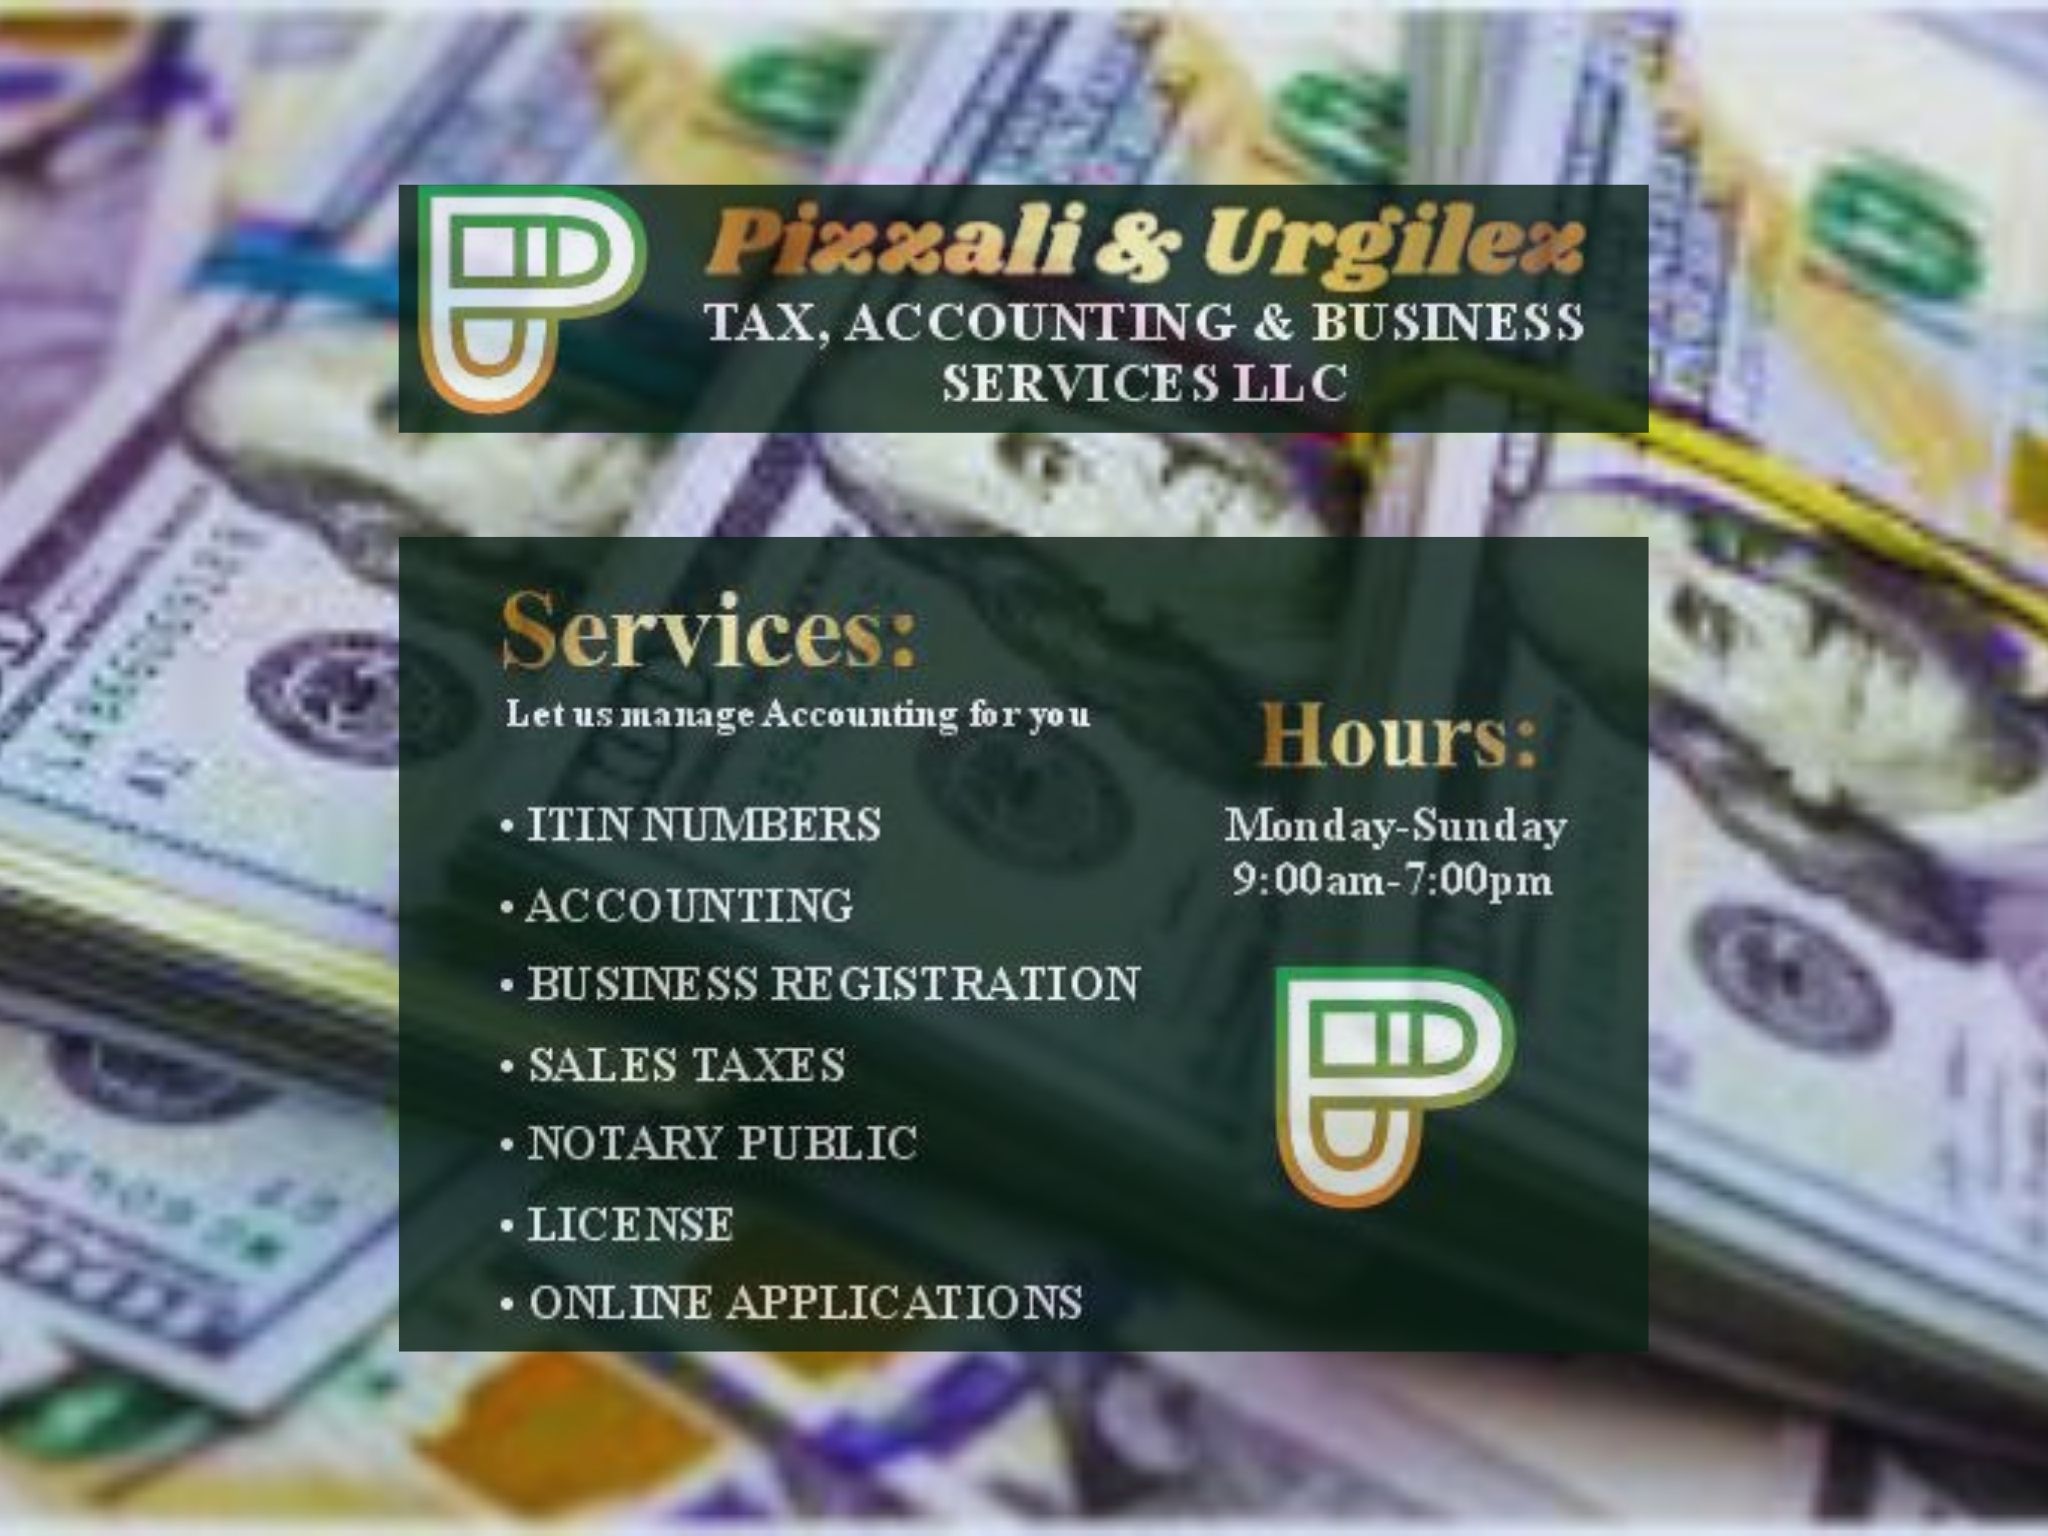 Pizzali & Urgilez
TAX, ACCOUNTING & BUSINESS
SERVICES LLC
Services:
Let us manage Accounting for you
• ITIN NUMBERS
• ACCOUNTING
• BUSINESS REGISTRATION
• SALES TAXES
• NOTARY PUBLIC
• LICENSE
• ONLINE APPLICATIONS
Hours:
Monday-Sunday
9:00am-7:00pm